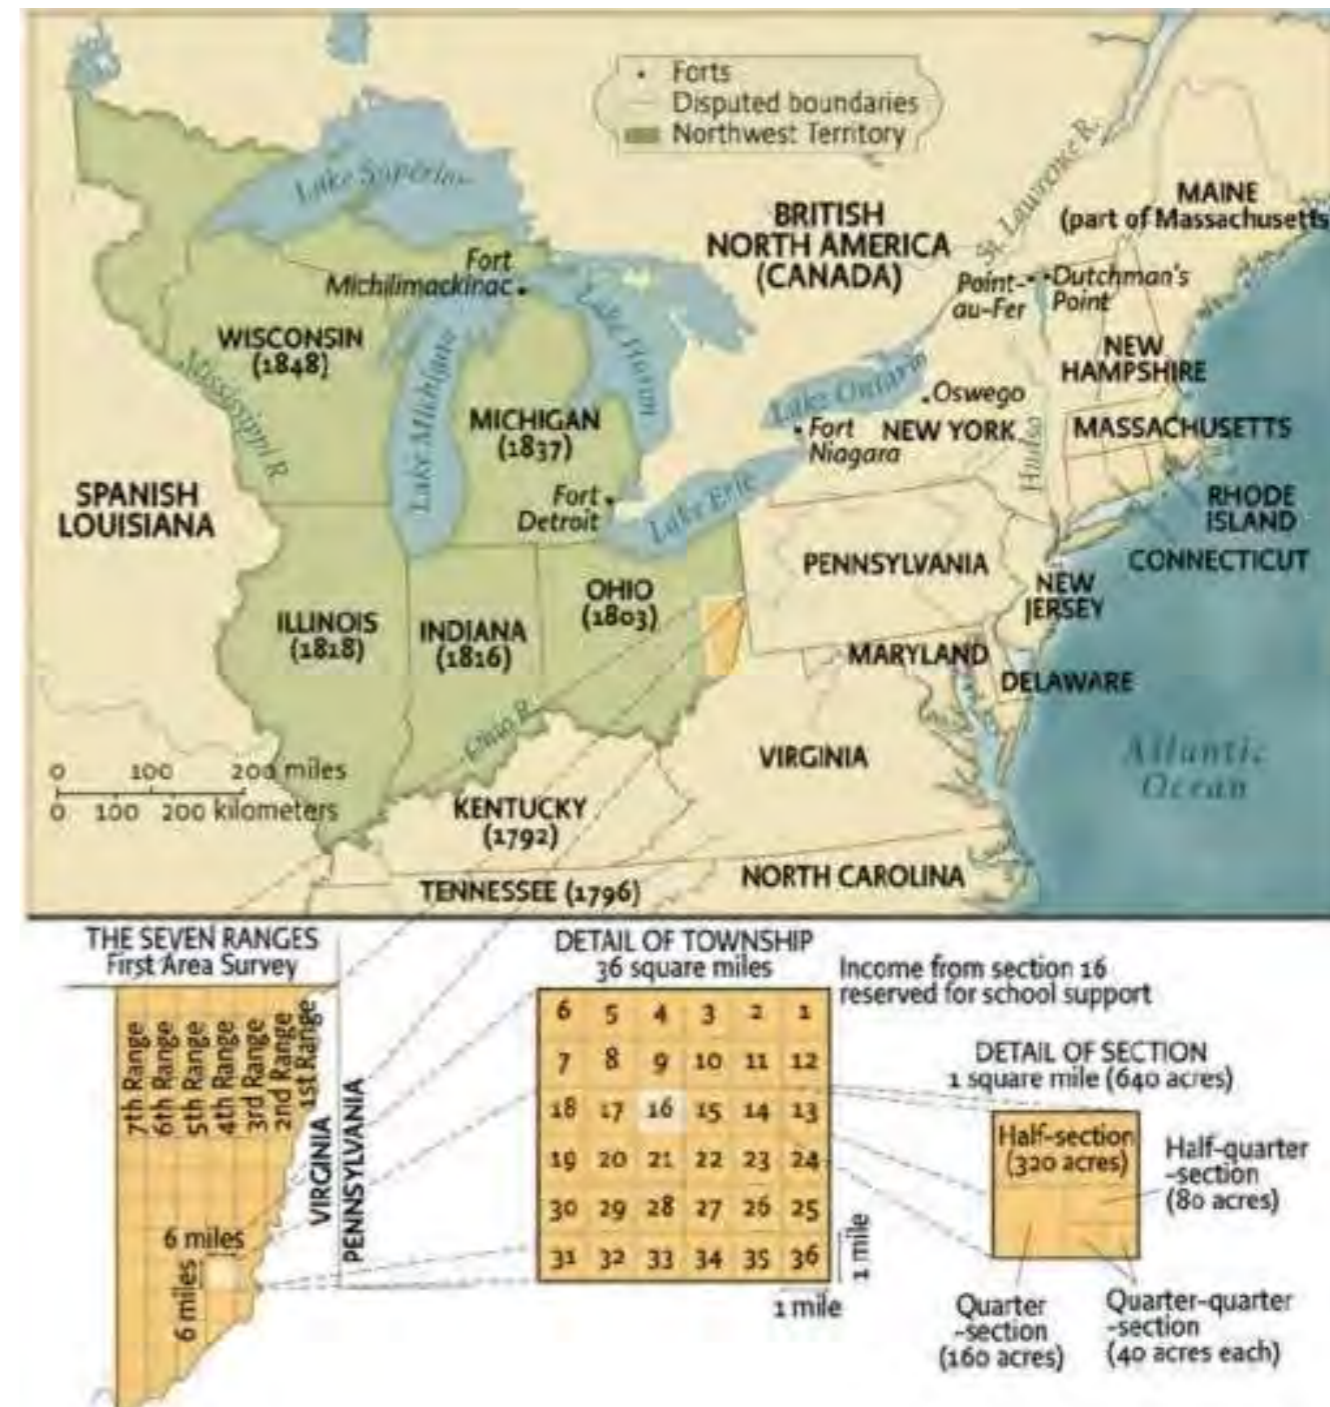 Forts
Disputed boundaries
Northwest Territory
Lake Superior
St. Lawrence R.
MAINE
(part of Massachusetts
BRITISH
NORTH AMERICA
(CANADA)
Fort
Michilimackinac
Lake Huron
Point-
au-Fer
Dutchman's
Point
WISCONSIN
(1848)
Mississippi R
Lake Michigan
NEW
HAMPSHIRE
Lake Ontario
Oswego
MICHIGAN
(1837)
Fort
Niagara
NEW YORK
Hudso
MASSACHUSETTS
SPANISH
LOUISIANA
Fort
Detroit
Lake Erie
RHODE
ISLAND
CONNECTICUT
PENNSYLVANIA
NEW
JERSEY
OHIO
(1803)
ILLINOIS
(1818)
INDIANA
(1816)
MARYLAND
DELAWARE
Ohio R.
VIRGINIA
Atlantic
Ocean
0 100 200 miles
0 100 200 kilometers
KENTUCKY
(1792)
TENNESSEE (1796)
NORTH CAROLINA
THE SEVEN RANGES
First Area Survey
7th Range
6th Range
5th Range
4th Range
3rd Range
2nd Range
1st Range
VIRGINIA
PENNSYLVANIA
6 miles
6 miles
DETAIL OF TOWNSHIP
36 square miles
Income from section 16
reserved for school support
6 5 4 3 2 1
7 8 9 10 11 12
18 17 16 15 14 13
19 20 21 22 23 24
30 29 28 27 26 25
31 32 33 34 35 36
1 mile
1 mile
DETAIL OF SECTION
1 square mile (640 acres)
Half-section
(320 acres)
Half-quarter
-section
(80 acres)
Quarter
-section
(160 acres)
Quarter-quarter
-section
(40 acres each)